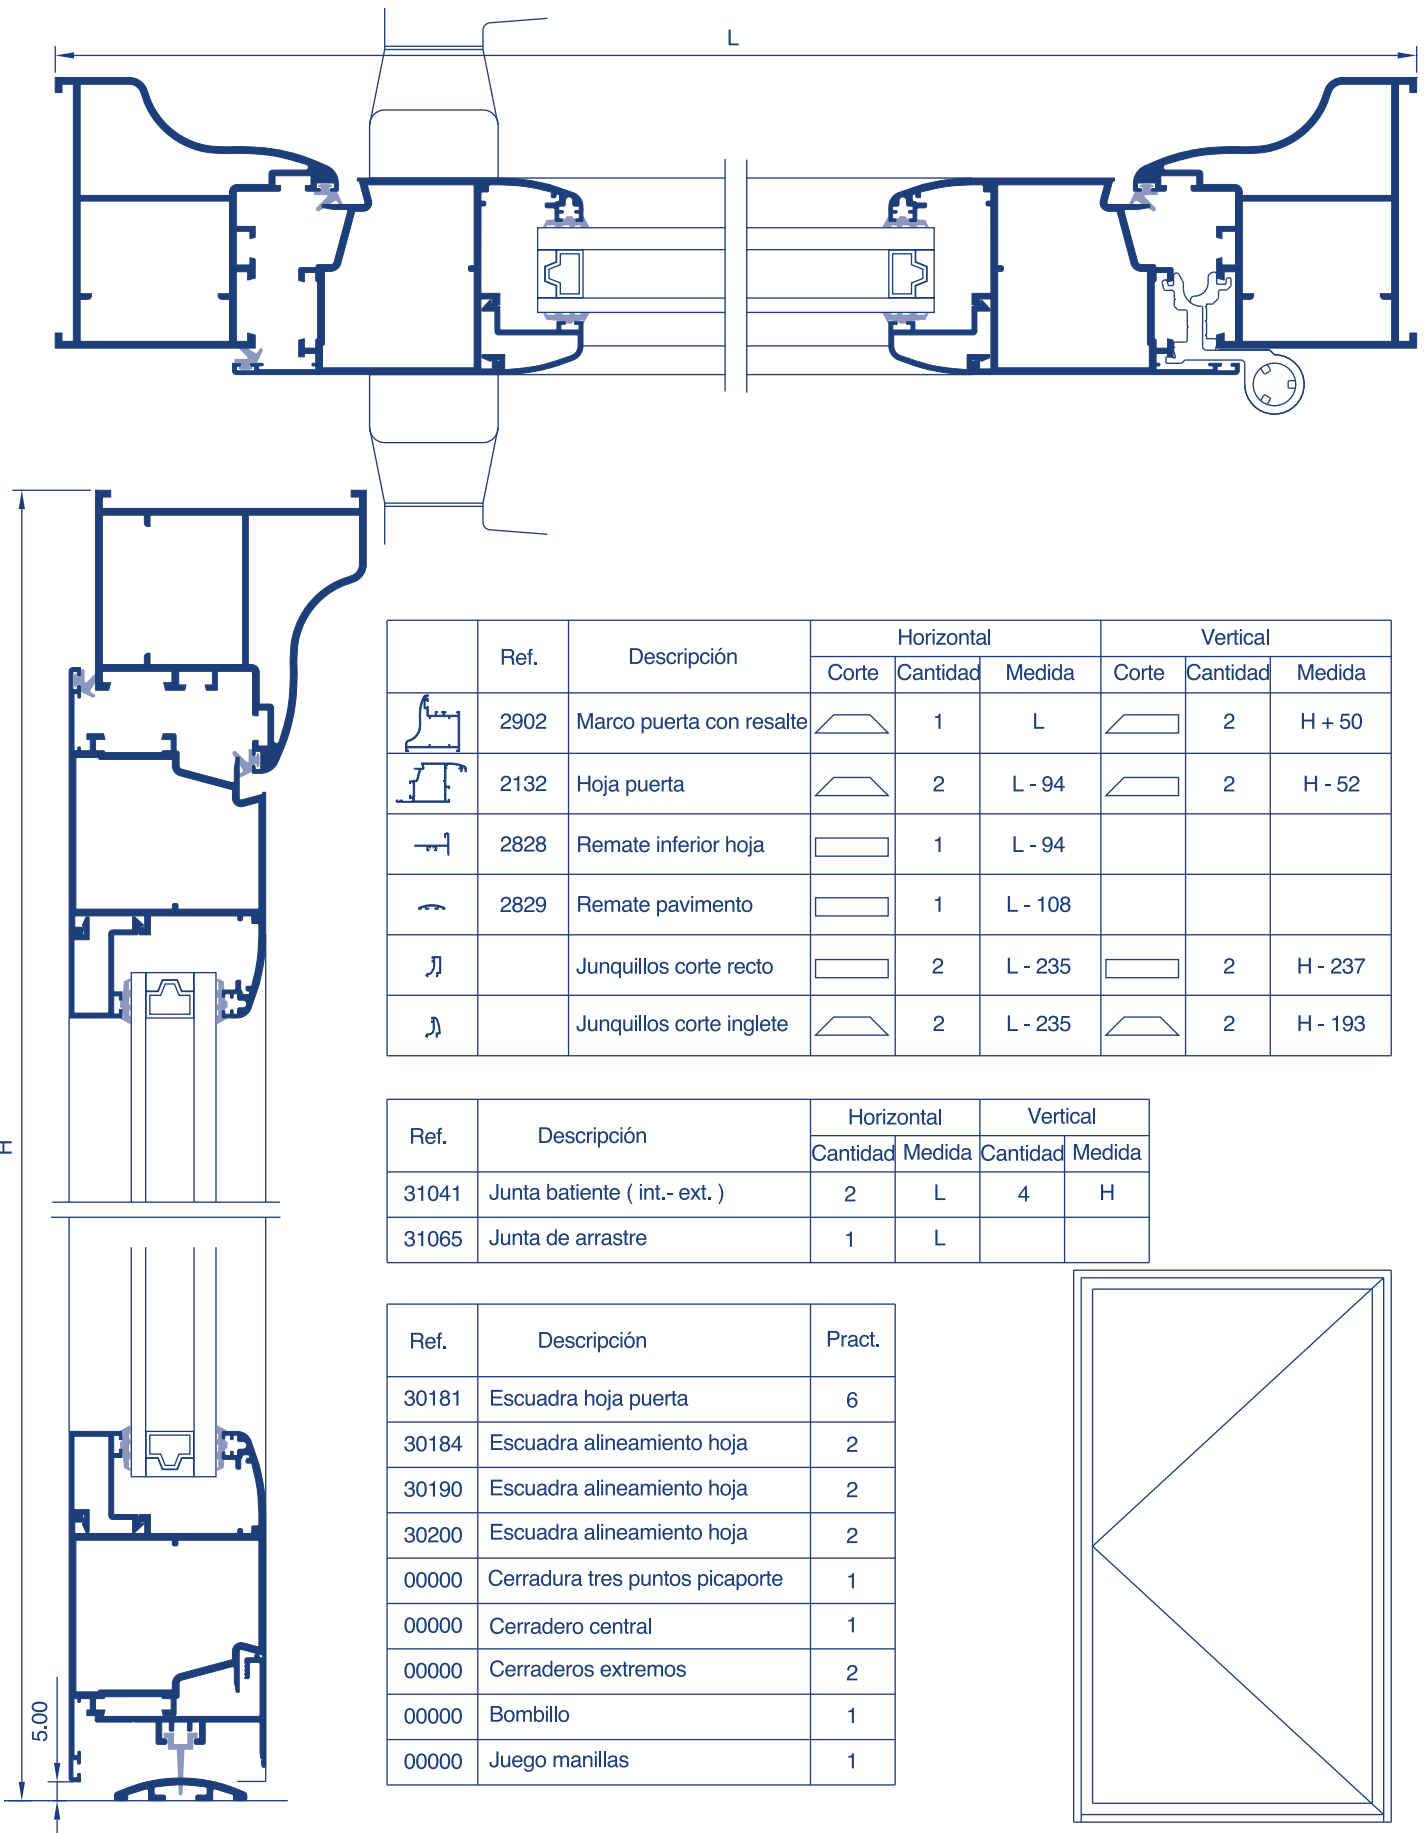 L
H
5.00
Ref. Descripción Horizontal Vertical
Corte Cantidad Medida Corte Cantidad Medida
2902 Marco puerta con resalte 1 L 2 H + 50
2132 Hoja puerta 2 L - 94 2 H - 52
2828 Remate inferior hoja 1 L - 94
2829 Remate pavimento 1 L - 108
Junquillos corte recto 2 L - 235 2 H - 237
Junquillos corte inglete 2 L - 235 2 H - 193
Ref. Descripción Horizontal Vertical
Cantidad Medida Cantidad Medida
31041 Junta batiente ( int.- ext. ) 2 L 4 H
31065 Junta de arrastre 1 L
Ref. Descripción Pract.
30181 Escuadra hoja puerta 6
30184 Escuadra alineamiento hoja 2
30190 Escuadra alineamiento hoja 2
30200 Escuadra alineamiento hoja 2
00000 Cerradura tres puntos picaporte 1
00000 Cerradero central 1
00000 Cerraderos extremos 2
00000 Bombillo 1
00000 Juego manillas 1